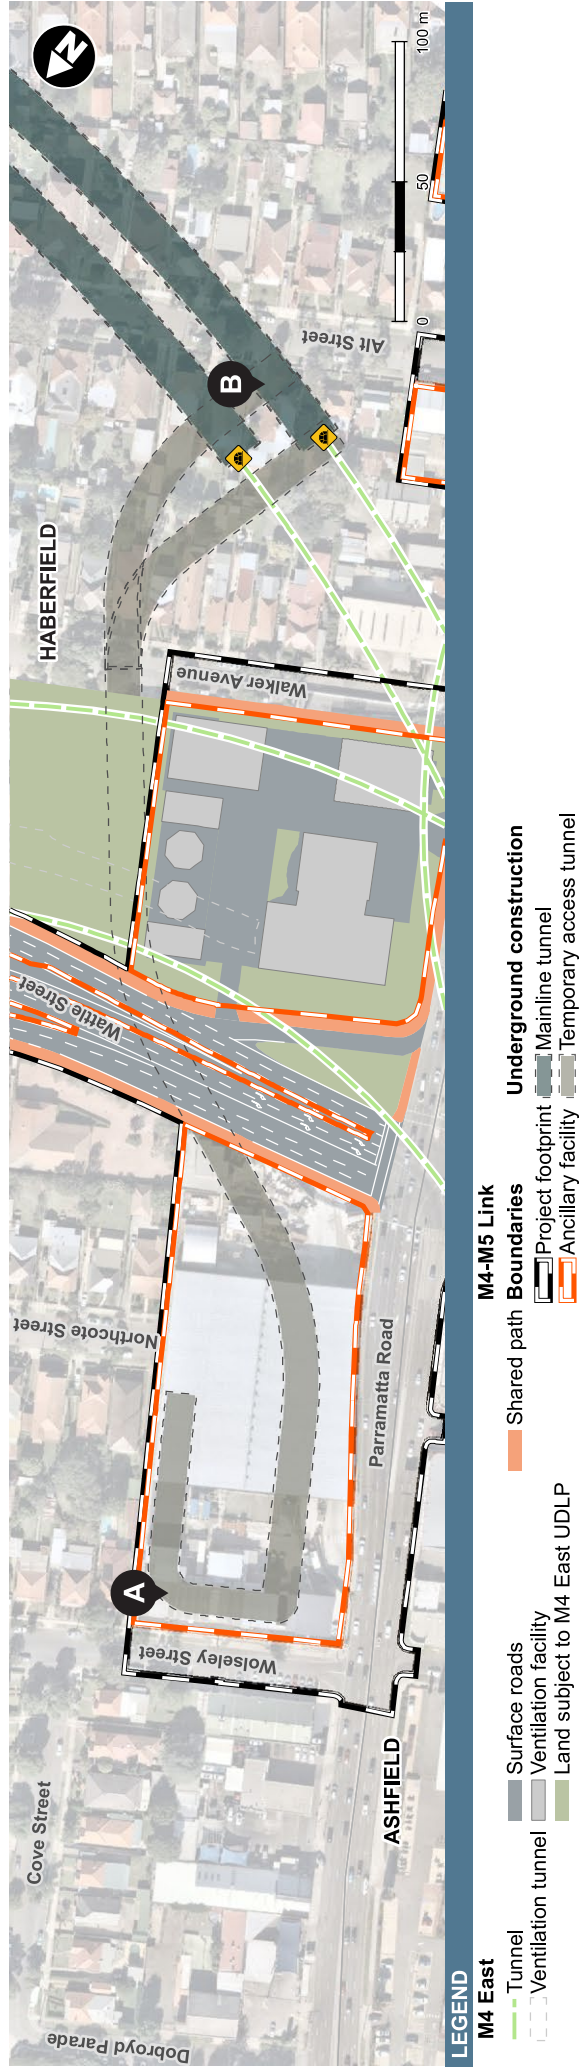 N
Cove Street
Dobroyd Parade
Northcote Street
Wolseley Street
A
Parramatta Road
ASHFIELD
Wattle Street
HABERFIELD
Walker Avenue
B
Alt Street
0
50
100 m
LEGEND
M4 East
Tunnel
Ventilation tunnel
Surface roads
Ventilation facility
Land subject to M4 East UDLP
Shared path
M4-M5 Link
Boundaries
Project footprint
Ancillary facility
Underground construction
Mainline tunnel
Temporary access tunnel